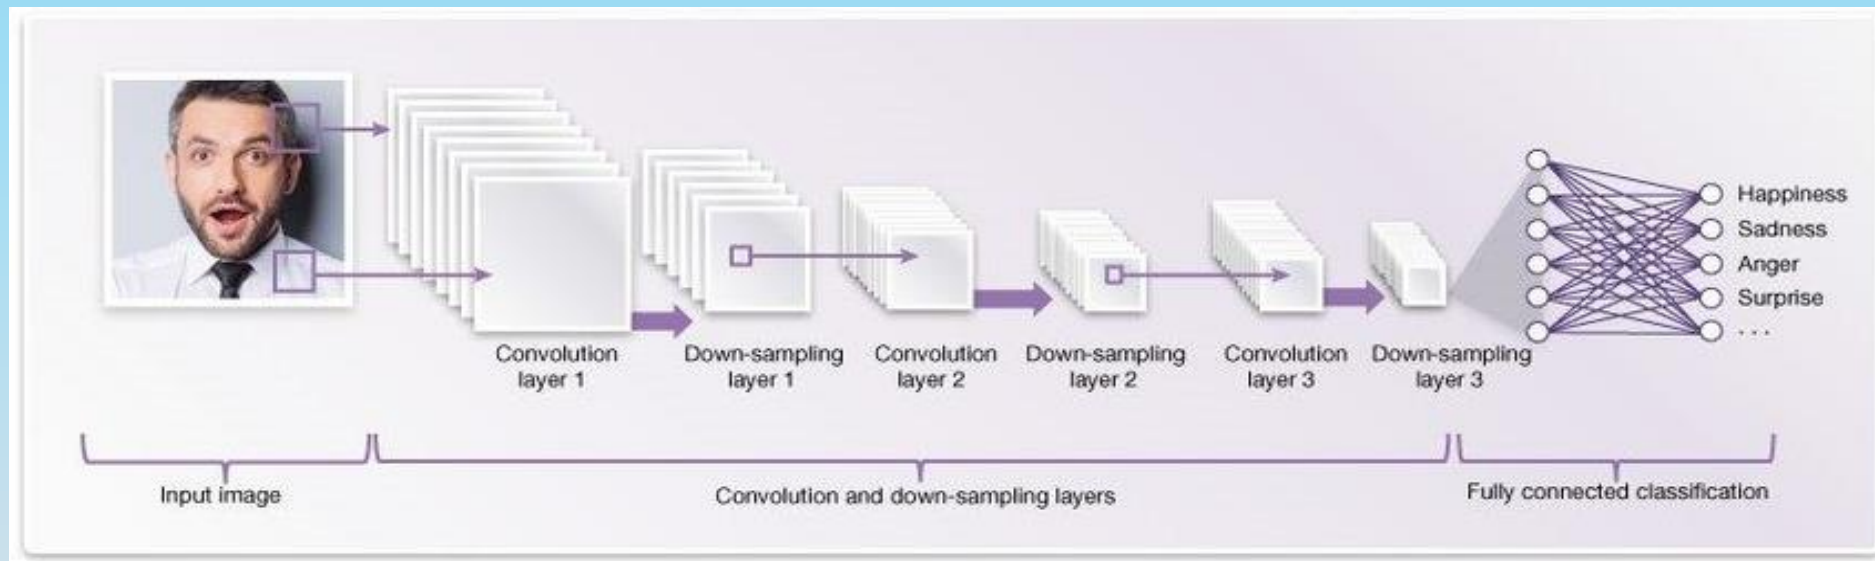 Happiness
Sadness
Anger
Surprise
...
Convolution
layer 1
Down-sampling
layer 1
Convolution
layer 2
Down-sampling
layer 2
Convolution
layer 3
Down-sampling
layer 3
Input image
Convolution and down-sampling layers
Fully connected classification